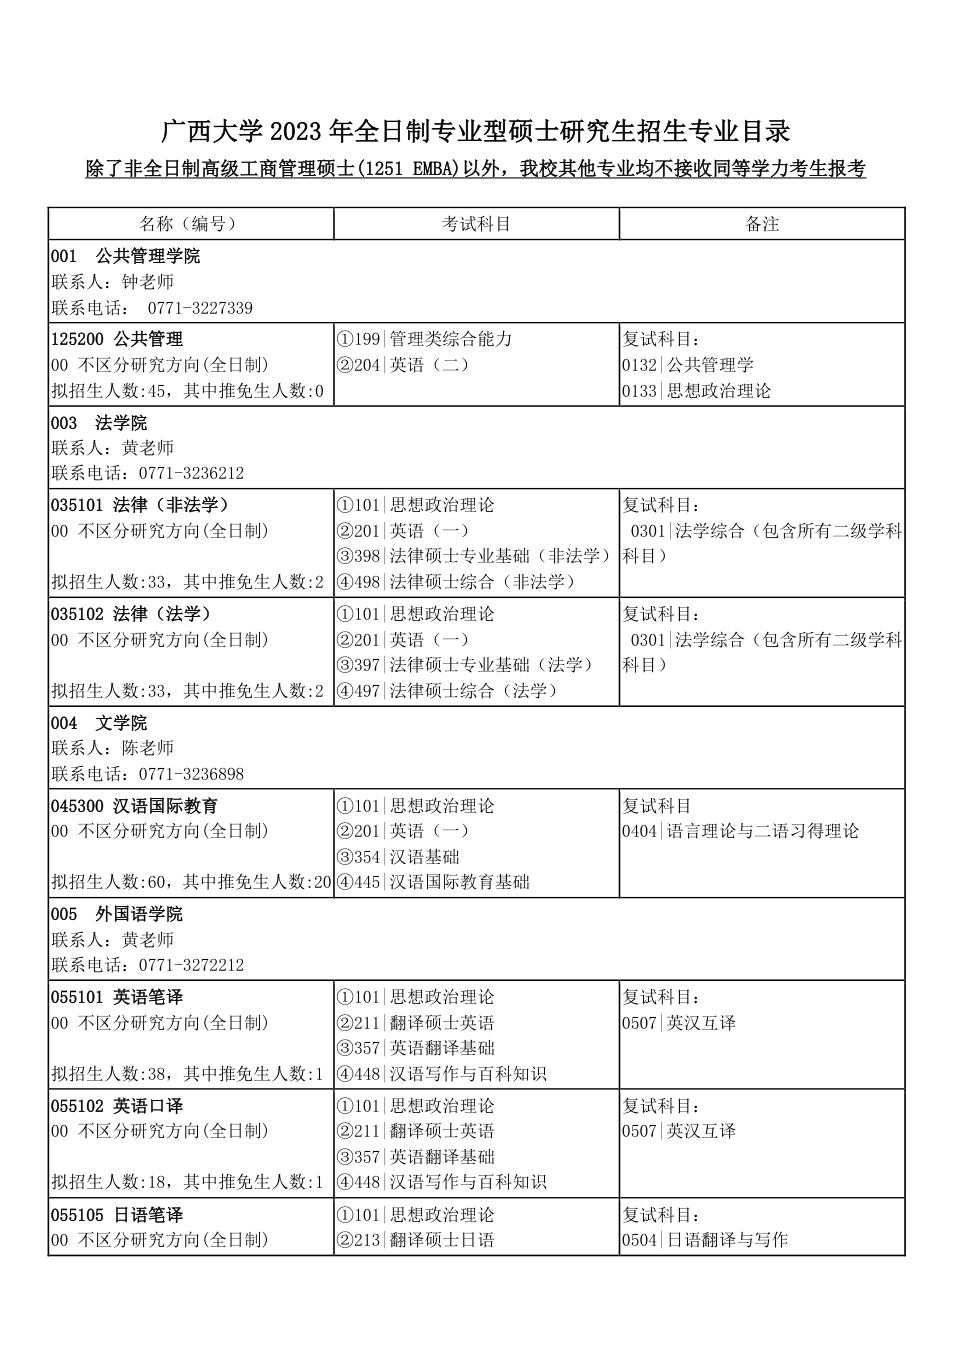 广西大学 2023 年全日制专业型硕士研究生招生专业目录
除了非全日制高级工商管理硕士(1251 EMBA)以外，我校其他专业均不接收同等学力考生报考
名称（编号） 考试科目 备注
001 公共管理学院
联系人：钟老师
联系电话： 0771-3227339
125200 公共管理
00 不区分研究方向(全日制)
拟招生人数:45，其中推免生人数:0
①199|管理类综合能力
②204|英语（二）
复试科目：
0132|公共管理学
0133|思想政治理论
003 法学院
联系人：黄老师
联系电话：0771-3236212
035101 法律（非法学）
00 不区分研究方向(全日制)
拟招生人数:33，其中推免生人数:2
①101|思想政治理论
②201|英语（一）
③398|法律硕士专业基础（非法学）
④498|法律硕士综合（非法学）
复试科目：
0301|法学综合（包含所有二级学科
科目）
035102 法律（法学）
00 不区分研究方向(全日制)
拟招生人数:33，其中推免生人数:2
①101|思想政治理论
②201|英语（一）
③397|法律硕士专业基础（法学）
④497|法律硕士综合（法学）
复试科目：
0301|法学综合（包含所有二级学科
科目）
004 文学院
联系人：陈老师
联系电话：0771-3236898
045300 汉语国际教育
00 不区分研究方向(全日制)
拟招生人数:60，其中推免生人数:20
①101|思想政治理论
②201|英语（一）
③354|汉语基础
④445|汉语国际教育基础
复试科目
0404|语言理论与二语习得理论
005 外国语学院
联系人：黄老师
联系电话：0771-3272212
055101 英语笔译
00 不区分研究方向(全日制)
拟招生人数:38，其中推免生人数:1
①101|思想政治理论
②211|翻译硕士英语
③357|英语翻译基础
④448|汉语写作与百科知识
复试科目：
0507|英汉互译
055102 英语口译
00 不区分研究方向(全日制)
拟招生人数:18，其中推免生人数:1
①101|思想政治理论
②211|翻译硕士英语
③357|英语翻译基础
④448|汉语写作与百科知识
复试科目：
0507|英汉互译
055105 日语笔译
00 不区分研究方向(全日制)
①101|思想政治理论
②213|翻译硕士日语
复试科目：
0504|日语翻译与写作